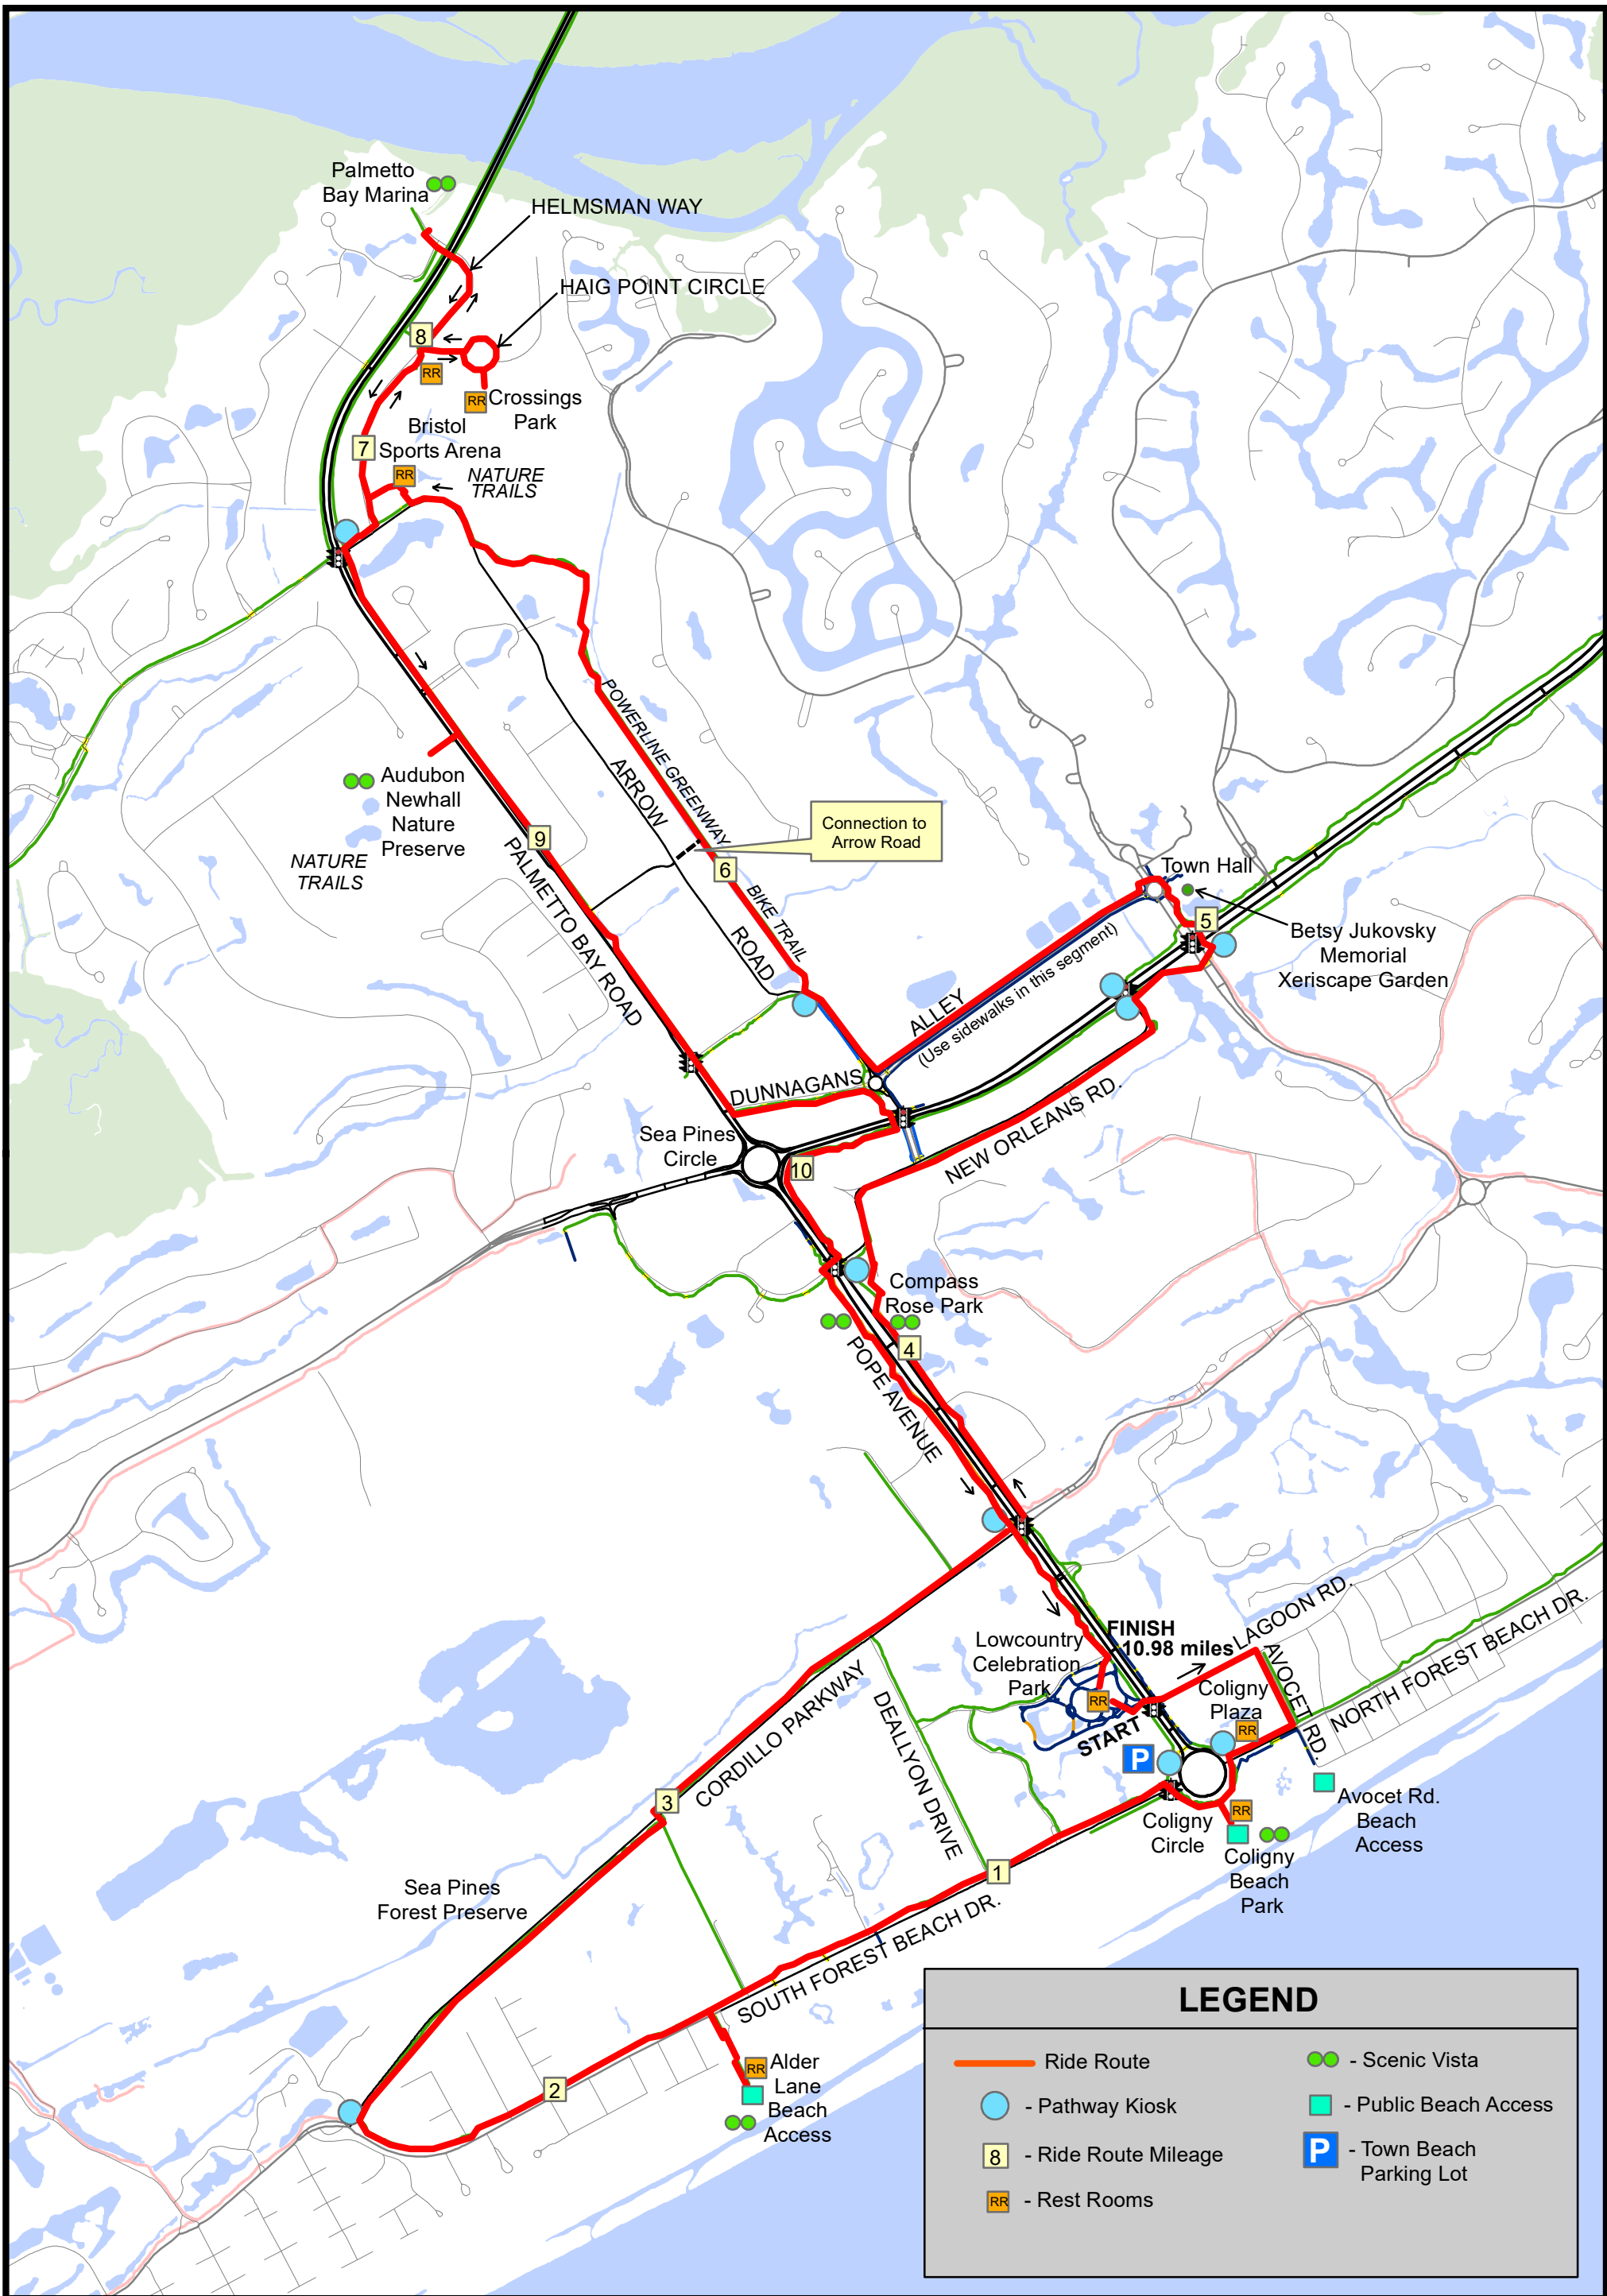 Palmetto
Bay Marina
HELMSMAN WAY
HAIG POINT CIRCLE
8
RR
RR
Crossings
Park
Bristol
Sports Arena
7
RR
NATURE
TRAILS
POWERLINE GREENWAY
ARROW
Audubon
Newhall
Nature
Preserve
NATURE
TRAILS
9
PALMETTO BAY ROAD
Connection to
Arrow Road
6
BIKE TRAIL
ROAD
Town Hall
5
Betsy Jukovsky
Memorial
Xeriscape Garden
ALLEY
(Use sidewalks in this segment)
DUNNAGANS
NEW ORLEANS RD.
Sea Pines
Circle
10
Compass
Rose Park
4
POPE AVENUE
LAGOON RD.
NORTH FOREST BEACH DR.
FINISH
10.98 miles
AVOCET RD.
Lowcountry
Celebration
Park
RR
START
Coligny
Plaza
RR
P
CORDILLO PARKWAY
DEALLYON DRIVE
3
Avocet Rd.
Beach
Access
RR
Coligny
Circle
Coligny
Beach
Park
1
Sea Pines
Forest Preserve
SOUTH FOREST BEACH DR.
2
RR
Alder
Lane
Beach
Access
LEGEND
Ride Route
- Scenic Vista
- Pathway Kiosk
- Public Beach Access
8
- Ride Route Mileage
P
- Town Beach
Parking Lot
RR
- Rest Rooms